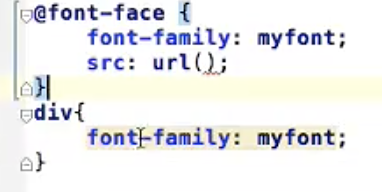 @font-face {
    font-family: myfont;
    src: url();
}
div{
    font-family: myfont;
}